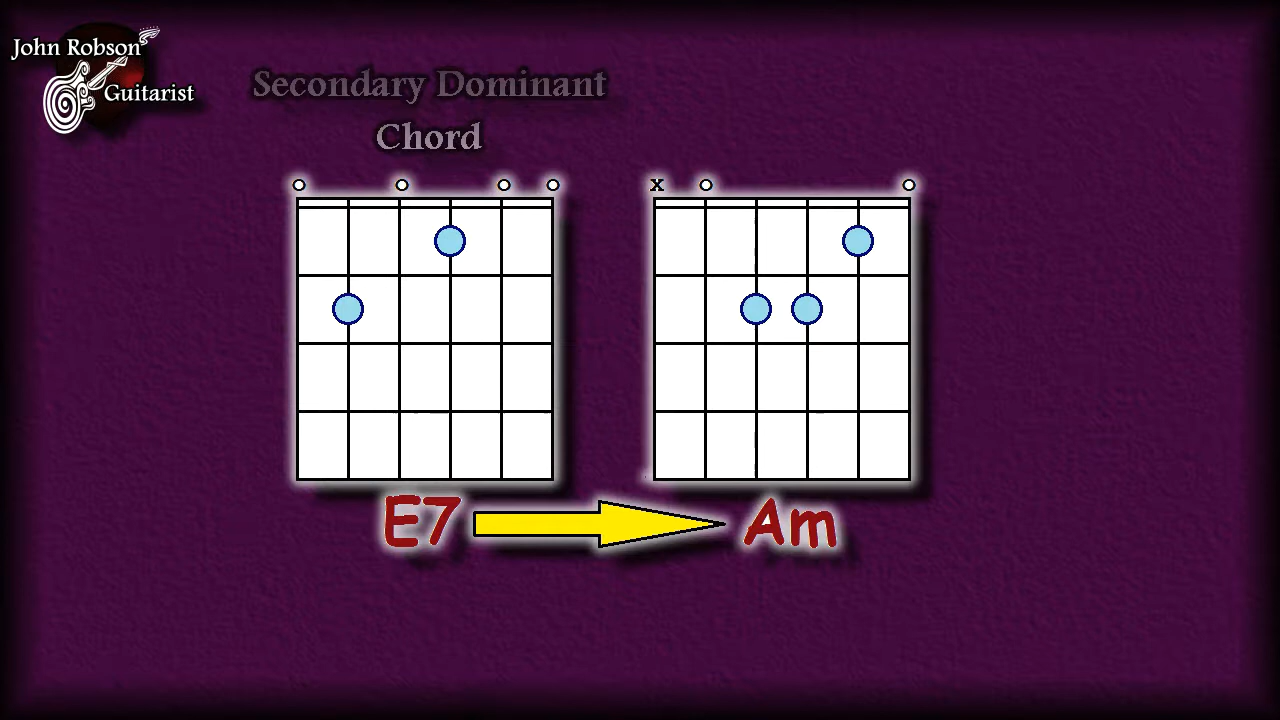 John Robson
Guitarist
Secondary Dominant
Chord
o o o o x o o
E7 Am